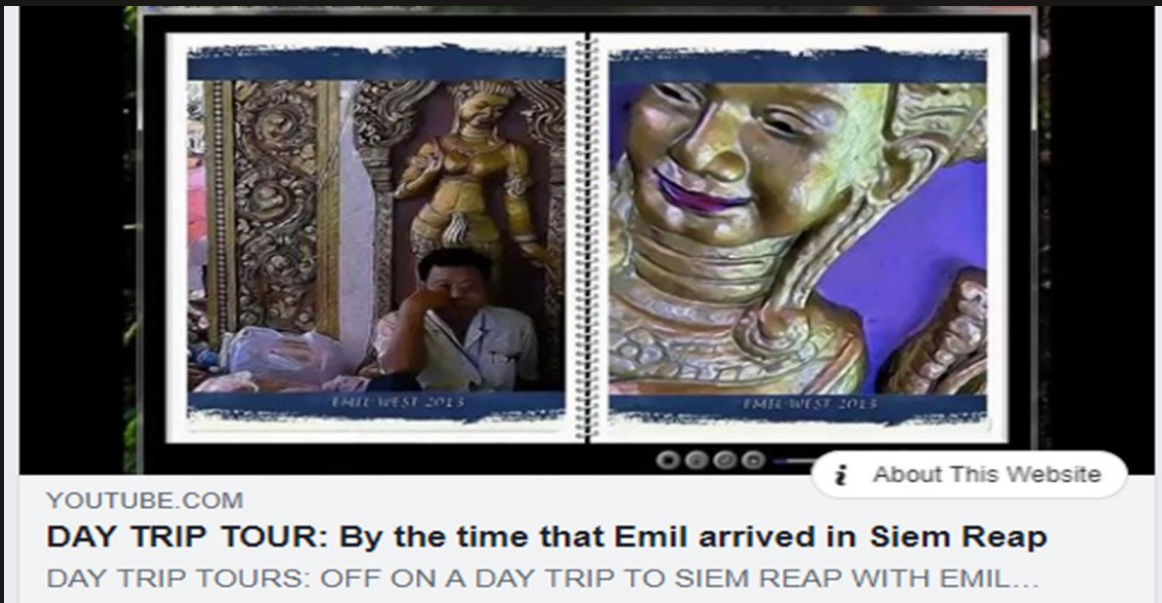 EMIL WEST 2013
EMIL WEST 2013
i About This Website
YOUTUBE.COM
DAY TRIP TOUR: By the time that Emil arrived in Siem Reap
DAY TRIP TOURS: OFF ON A DAY TRIP TO SIEM REAP WITH EMIL...